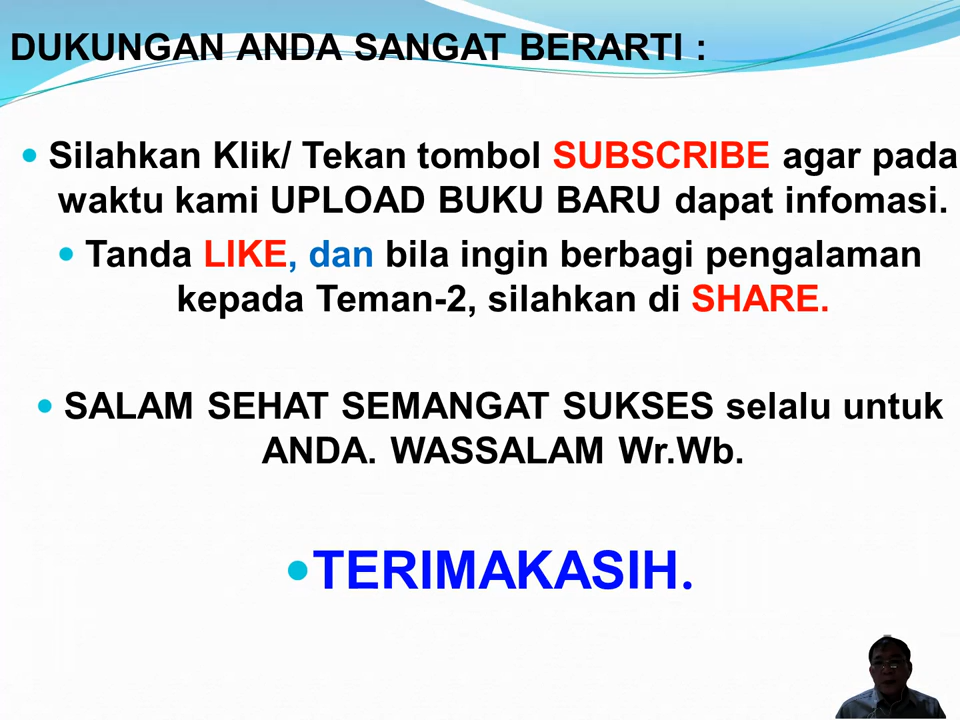 DUKUNGAN ANDA SANGAT BERARTI :
• Silahkan Klik/ Tekan tombol SUBSCRIBE agar pada
waktu kami UPLOAD BUKU BARU dapat infomasi.
• Tanda LIKE, dan bila ingin berbagi pengalaman
kepada Teman-2, silahkan di SHARE.
• SALAM SEHAT SEMANGAT SUKSES selalu untuk
ANDA. WASSALAM Wr.Wb.
• TERIMAKASIH.